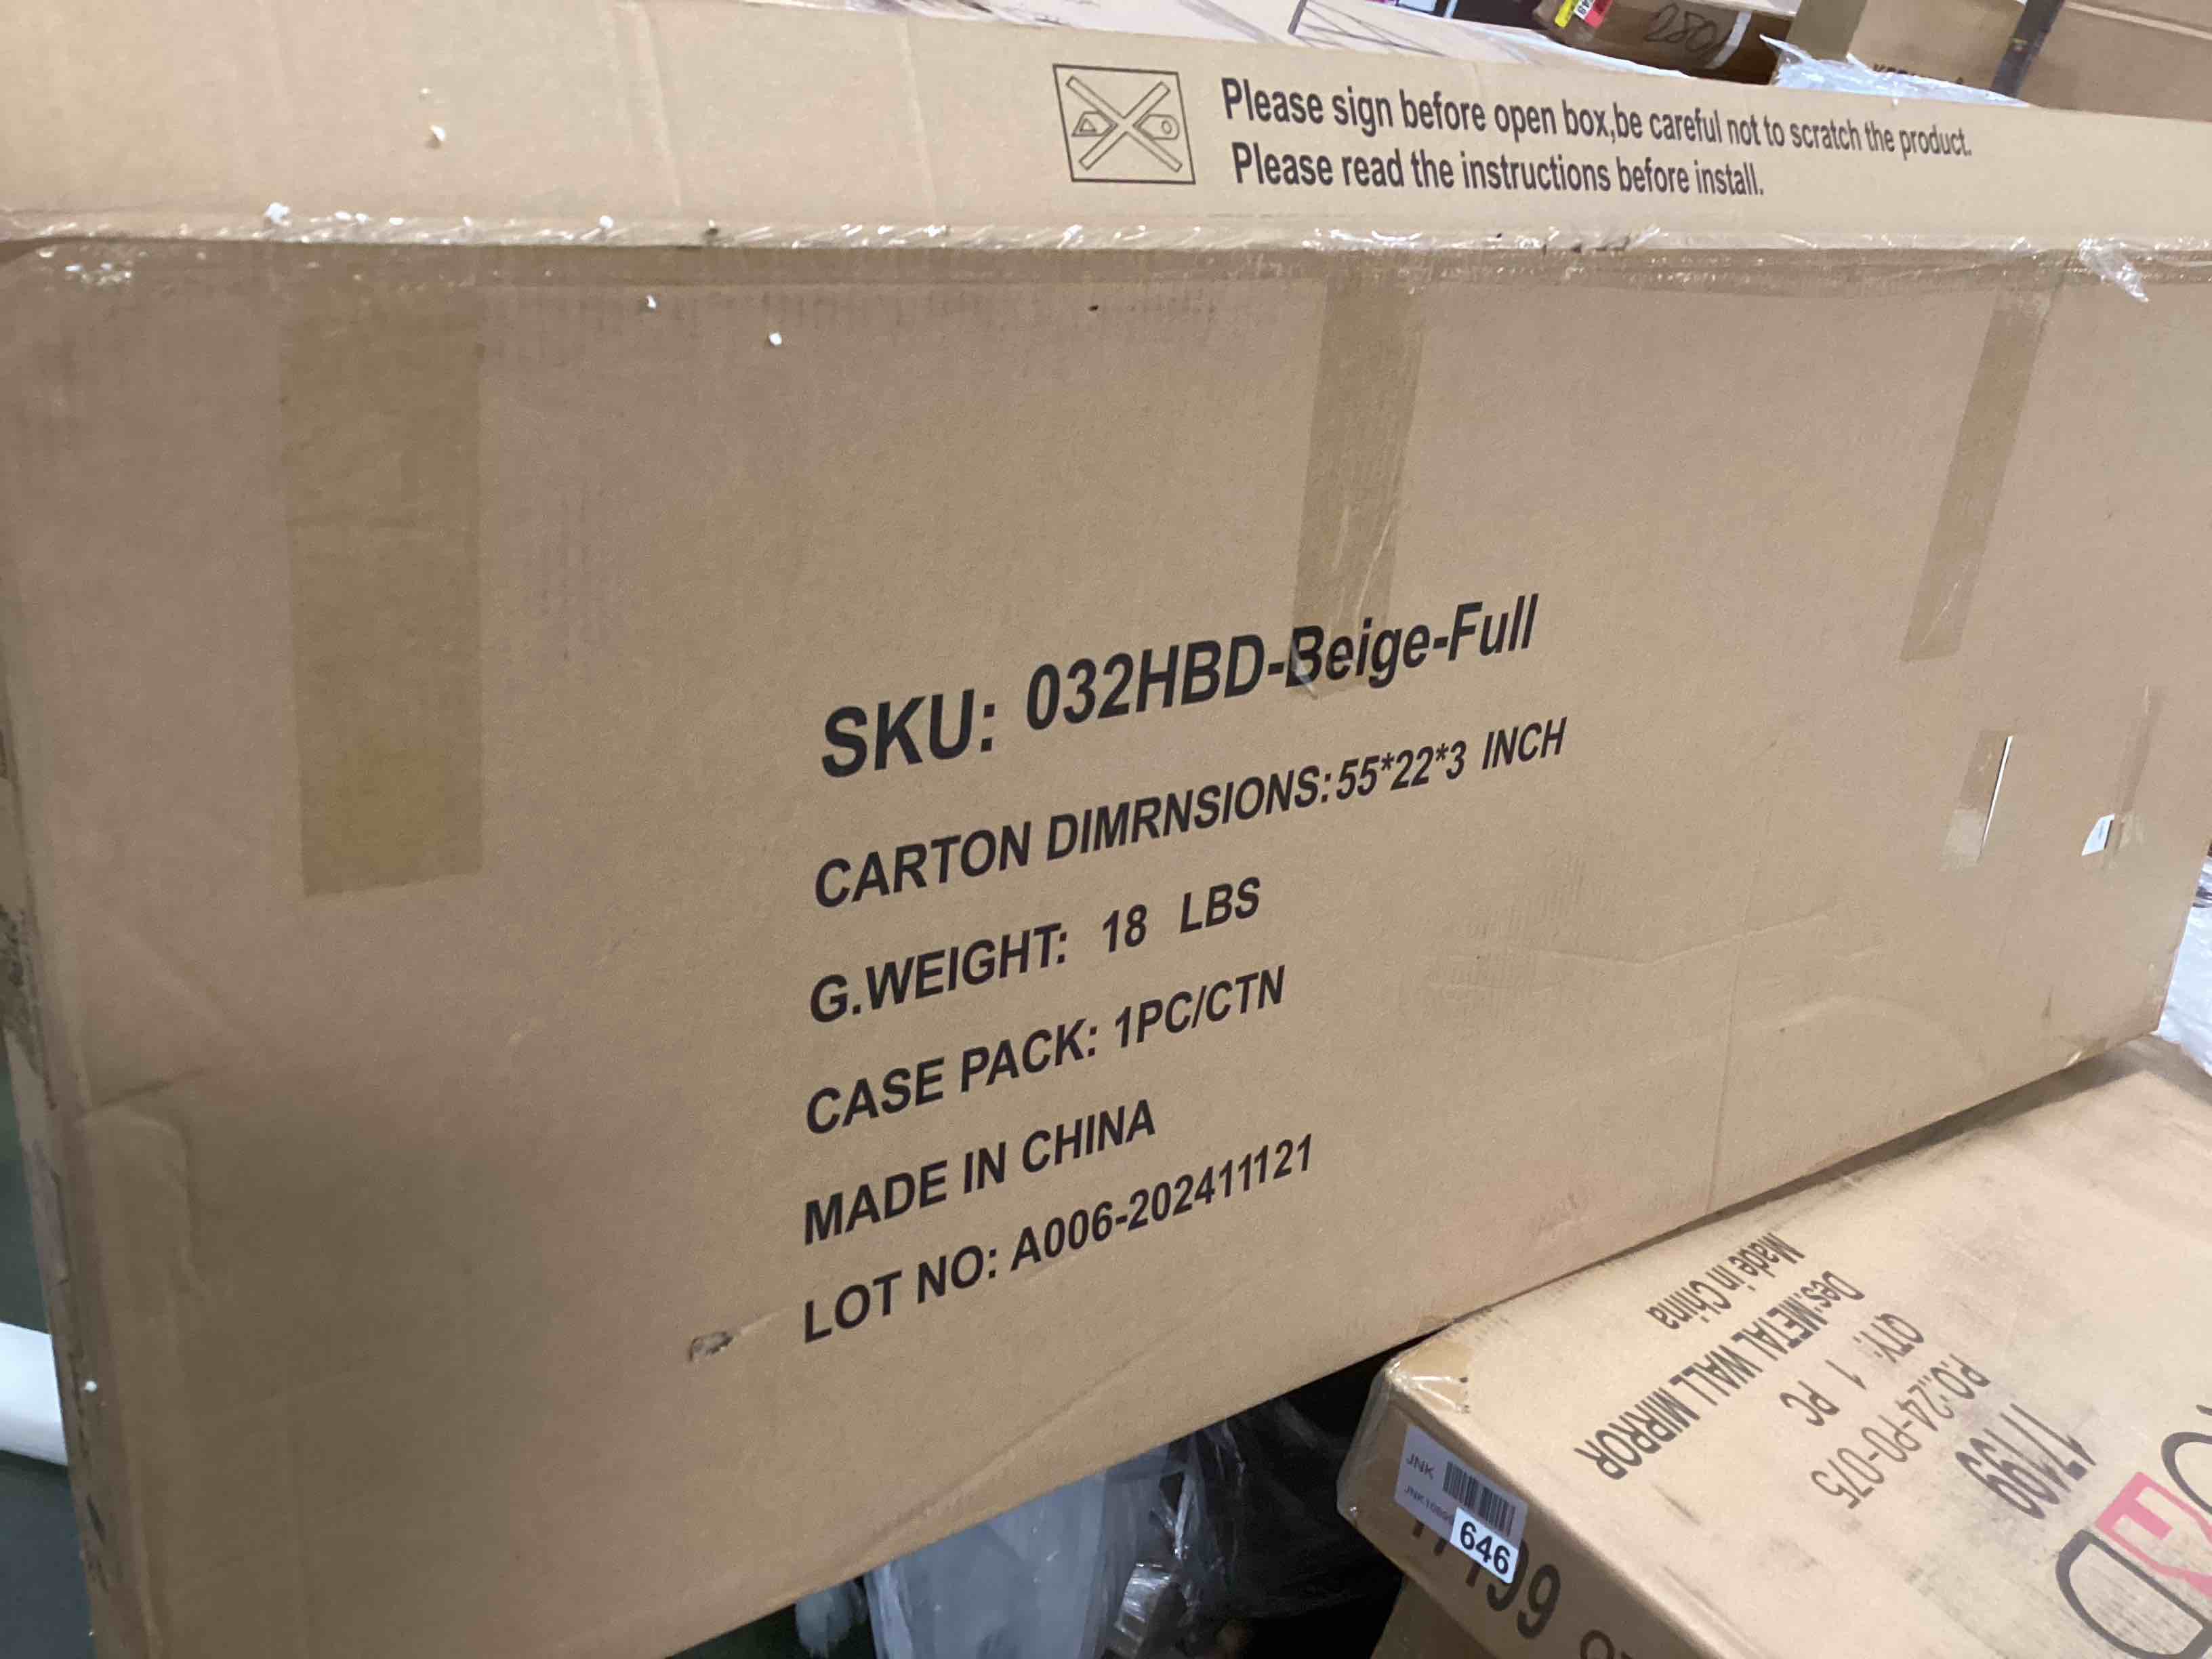 Please sign before open box,be careful not to scratch the product.
Please read the instructions before install.
SKU: 032HBD-Beige-Full
CARTON DIMRNSIONS:55*22*3 INCH
G.WEIGHT: 18 LBS
CASE PACK: 1PC/CTN
MADE IN CHINA
LOT NO: A006-202411121
17199
P.O.:24-PO-075
QTY: 1 PC
Des:METAL WALL MIRROR
Made in China
JNK
646